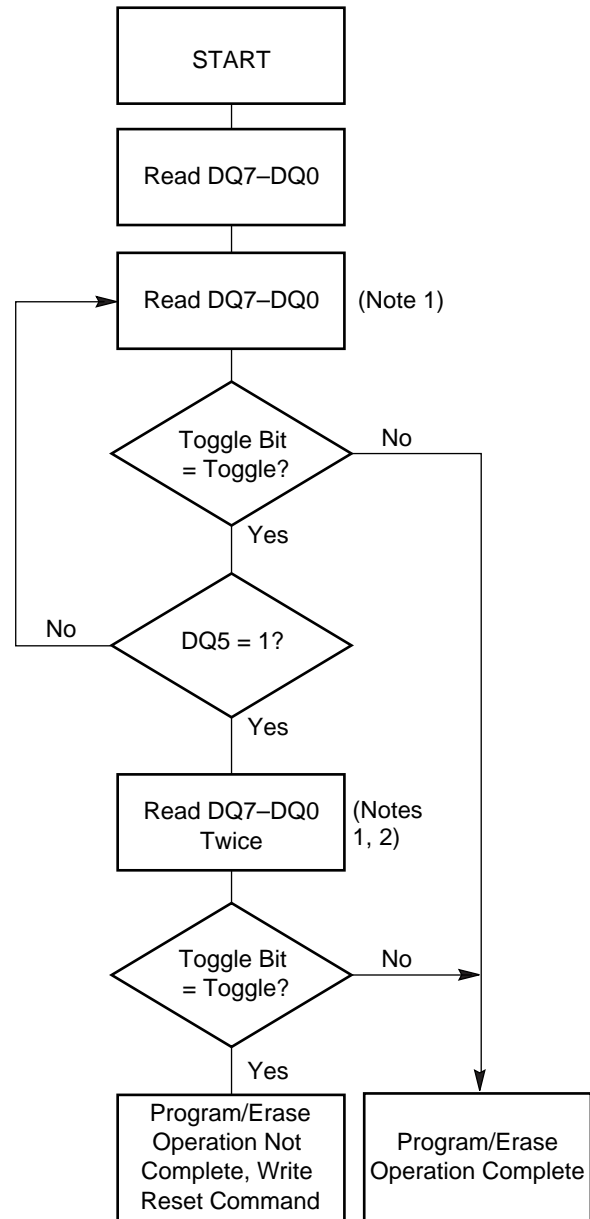 START
Read DQ7–DQ0
Read DQ7–DQ0
(Note 1)
Toggle Bit
= Toggle?
No
Yes
No
DQ5 = 1?
Yes
Read DQ7–DQ0
Twice
(Notes
1, 2)
Toggle Bit
= Toggle?
No
Yes
Program/Erase
Operation Not
Complete, Write
Reset Command
Program/Erase
Operation Complete